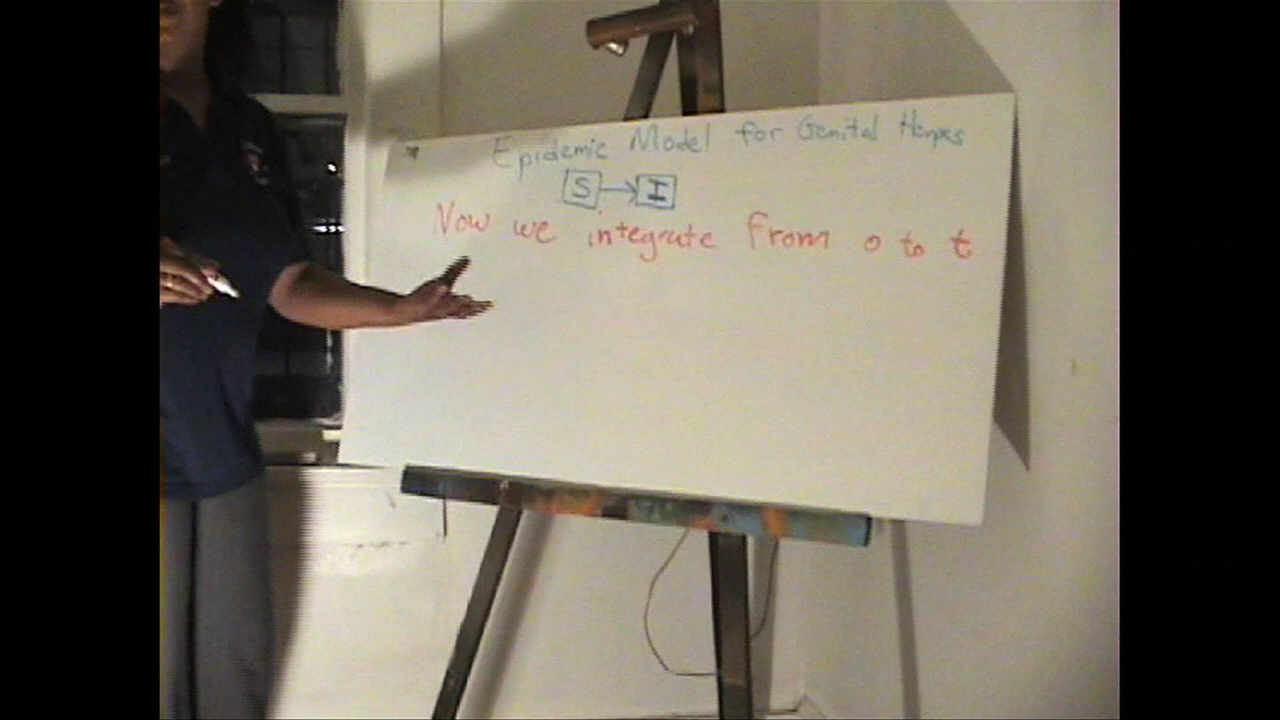 Epidemic Model for Genital Herpes
S → I
Now we integrate from 0 to t